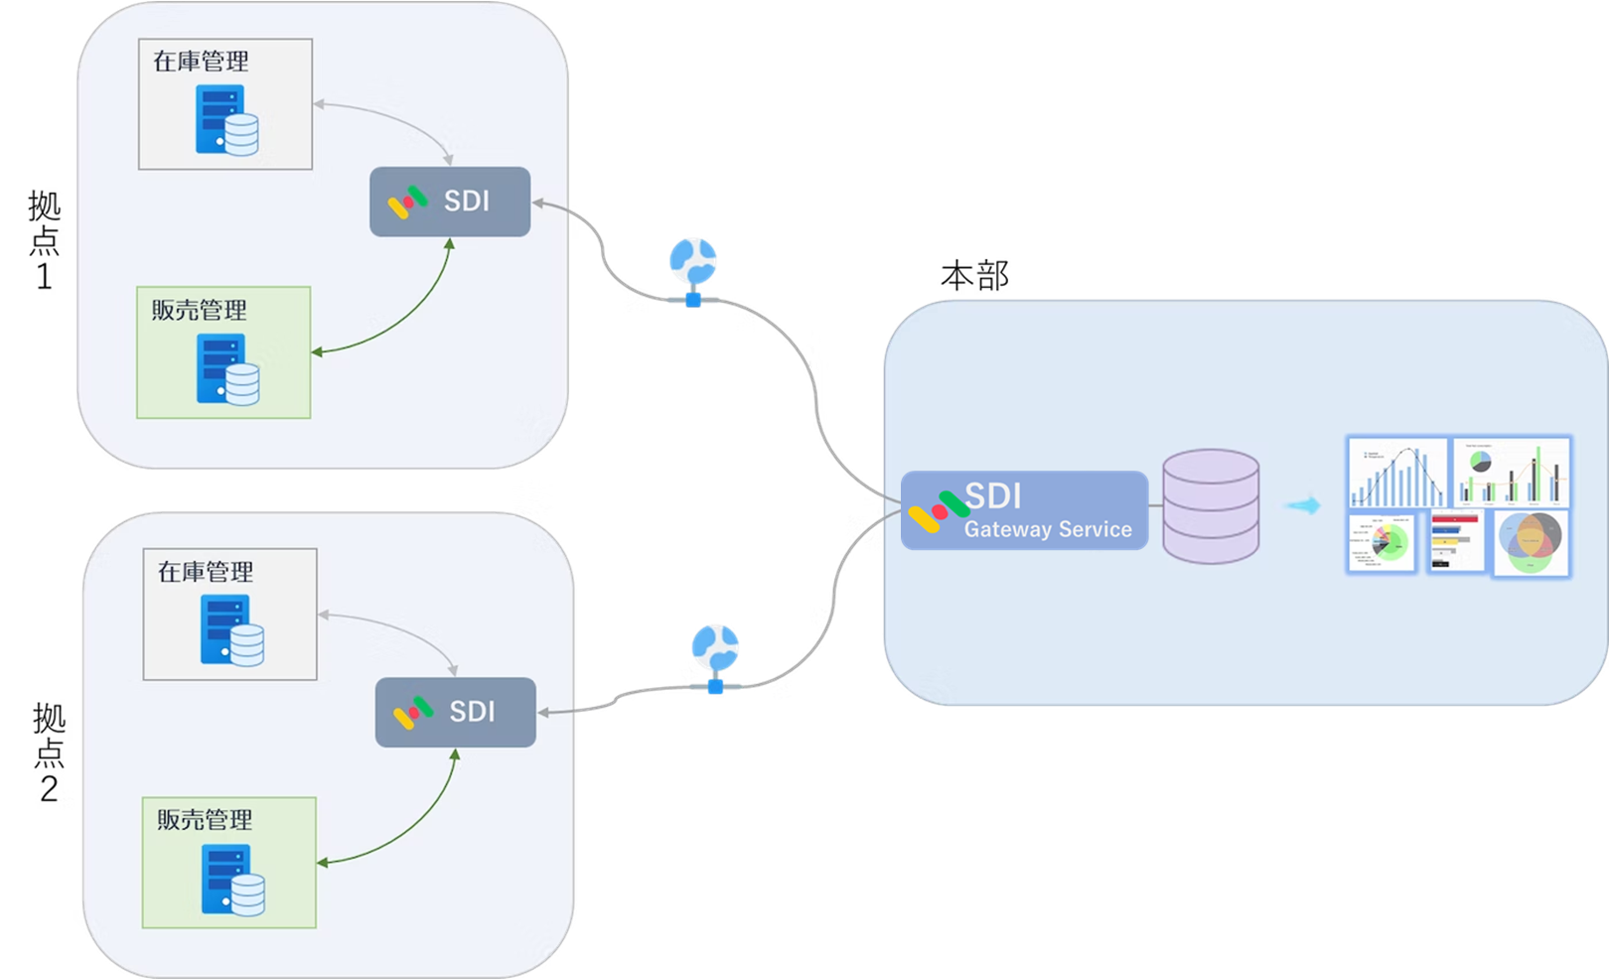 拠点1
在庫管理
SDI
販売管理
本部
SDI
Gateway Service
拠点2
在庫管理
SDI
販売管理